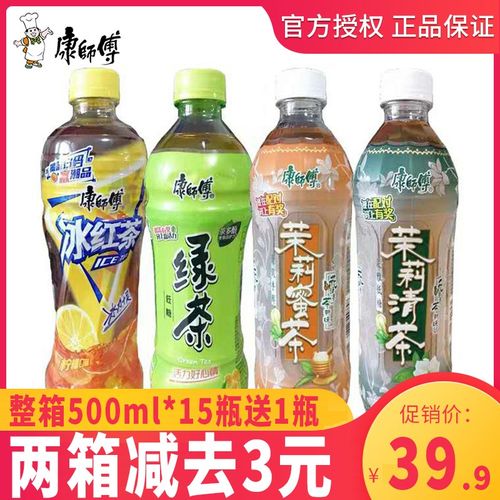 康師傅
官方授权 正品保证
康师傅
冰红茶
ICE
康师傅
绿茶
低糖
Green Tea
活力好心情
康师傅
茉莉蜜茶
康师傅
茉莉清茶
整箱500ml*15瓶送1瓶
两箱减去3元
促销价:
¥39.9